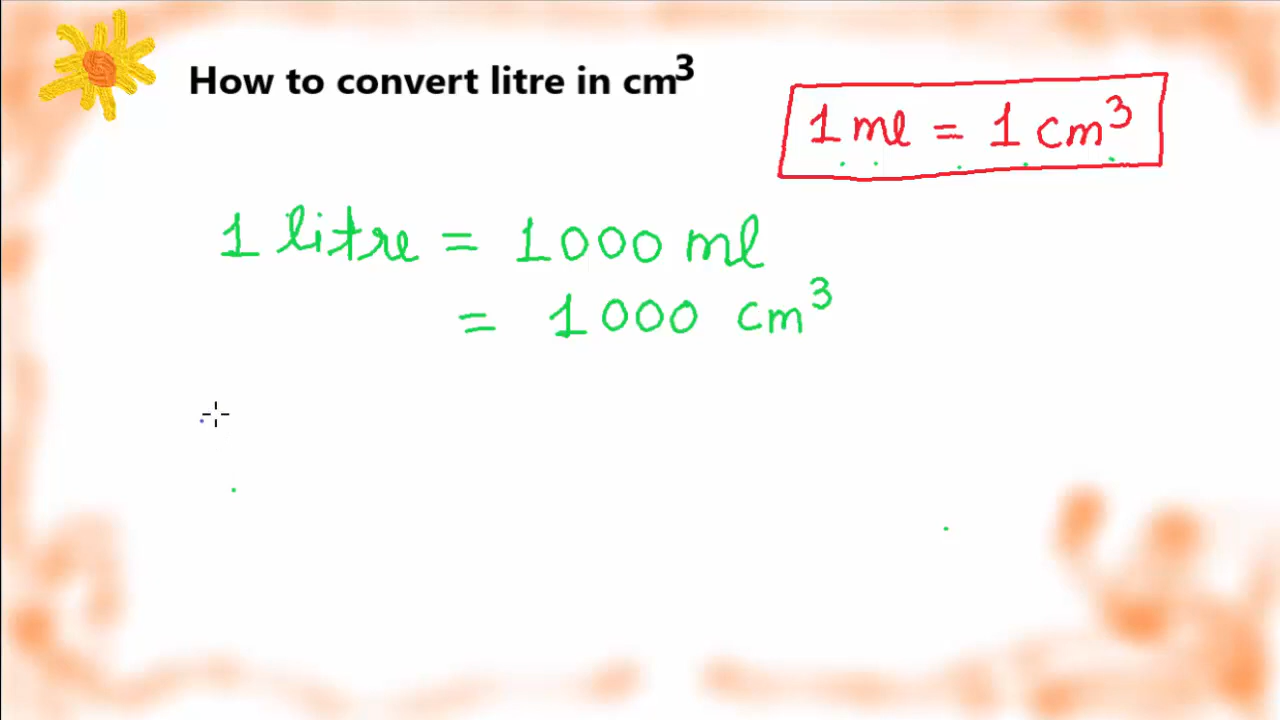 How to convert litre in cm³
1 ml = 1 cm³
1 litre = 1000 ml
= 1000 cm³